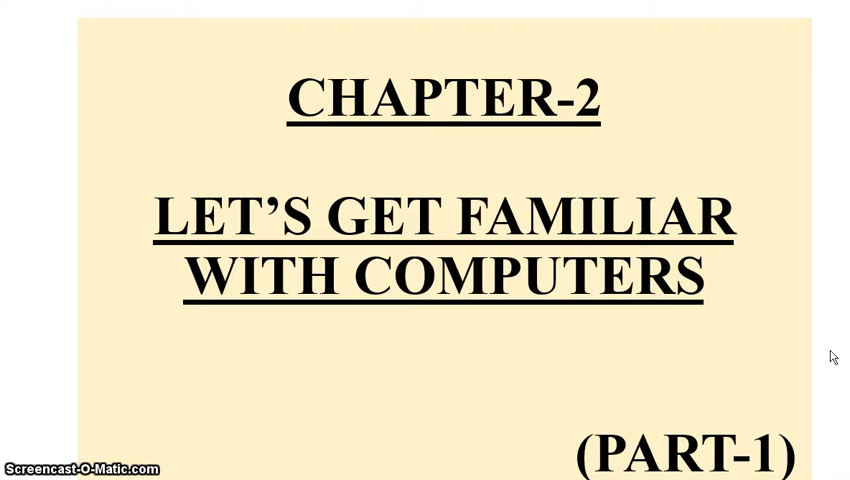 CHAPTER-2
LET’S GET FAMILIAR
WITH COMPUTERS
(PART-1)
Screencast-O-Matic.com